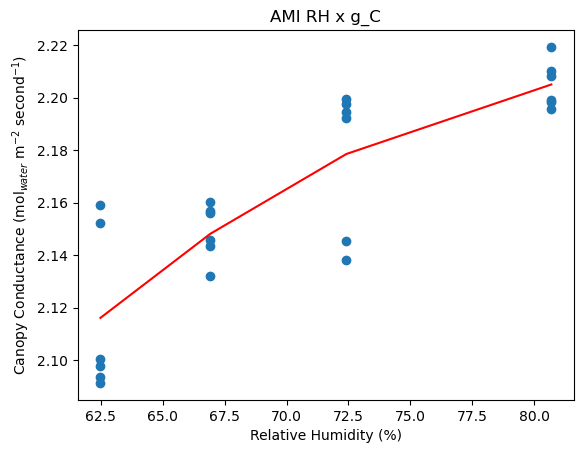 AMI RH x g_C
Canopy Conductance (mol$_{water}$ m$^{-2}$ second$^{-1}$)
2.22
2.20
2.18
2.16
2.14
2.12
2.10
62.5 65.0 67.5 70.0 72.5 75.0 77.5 80.0
Relative Humidity (%)